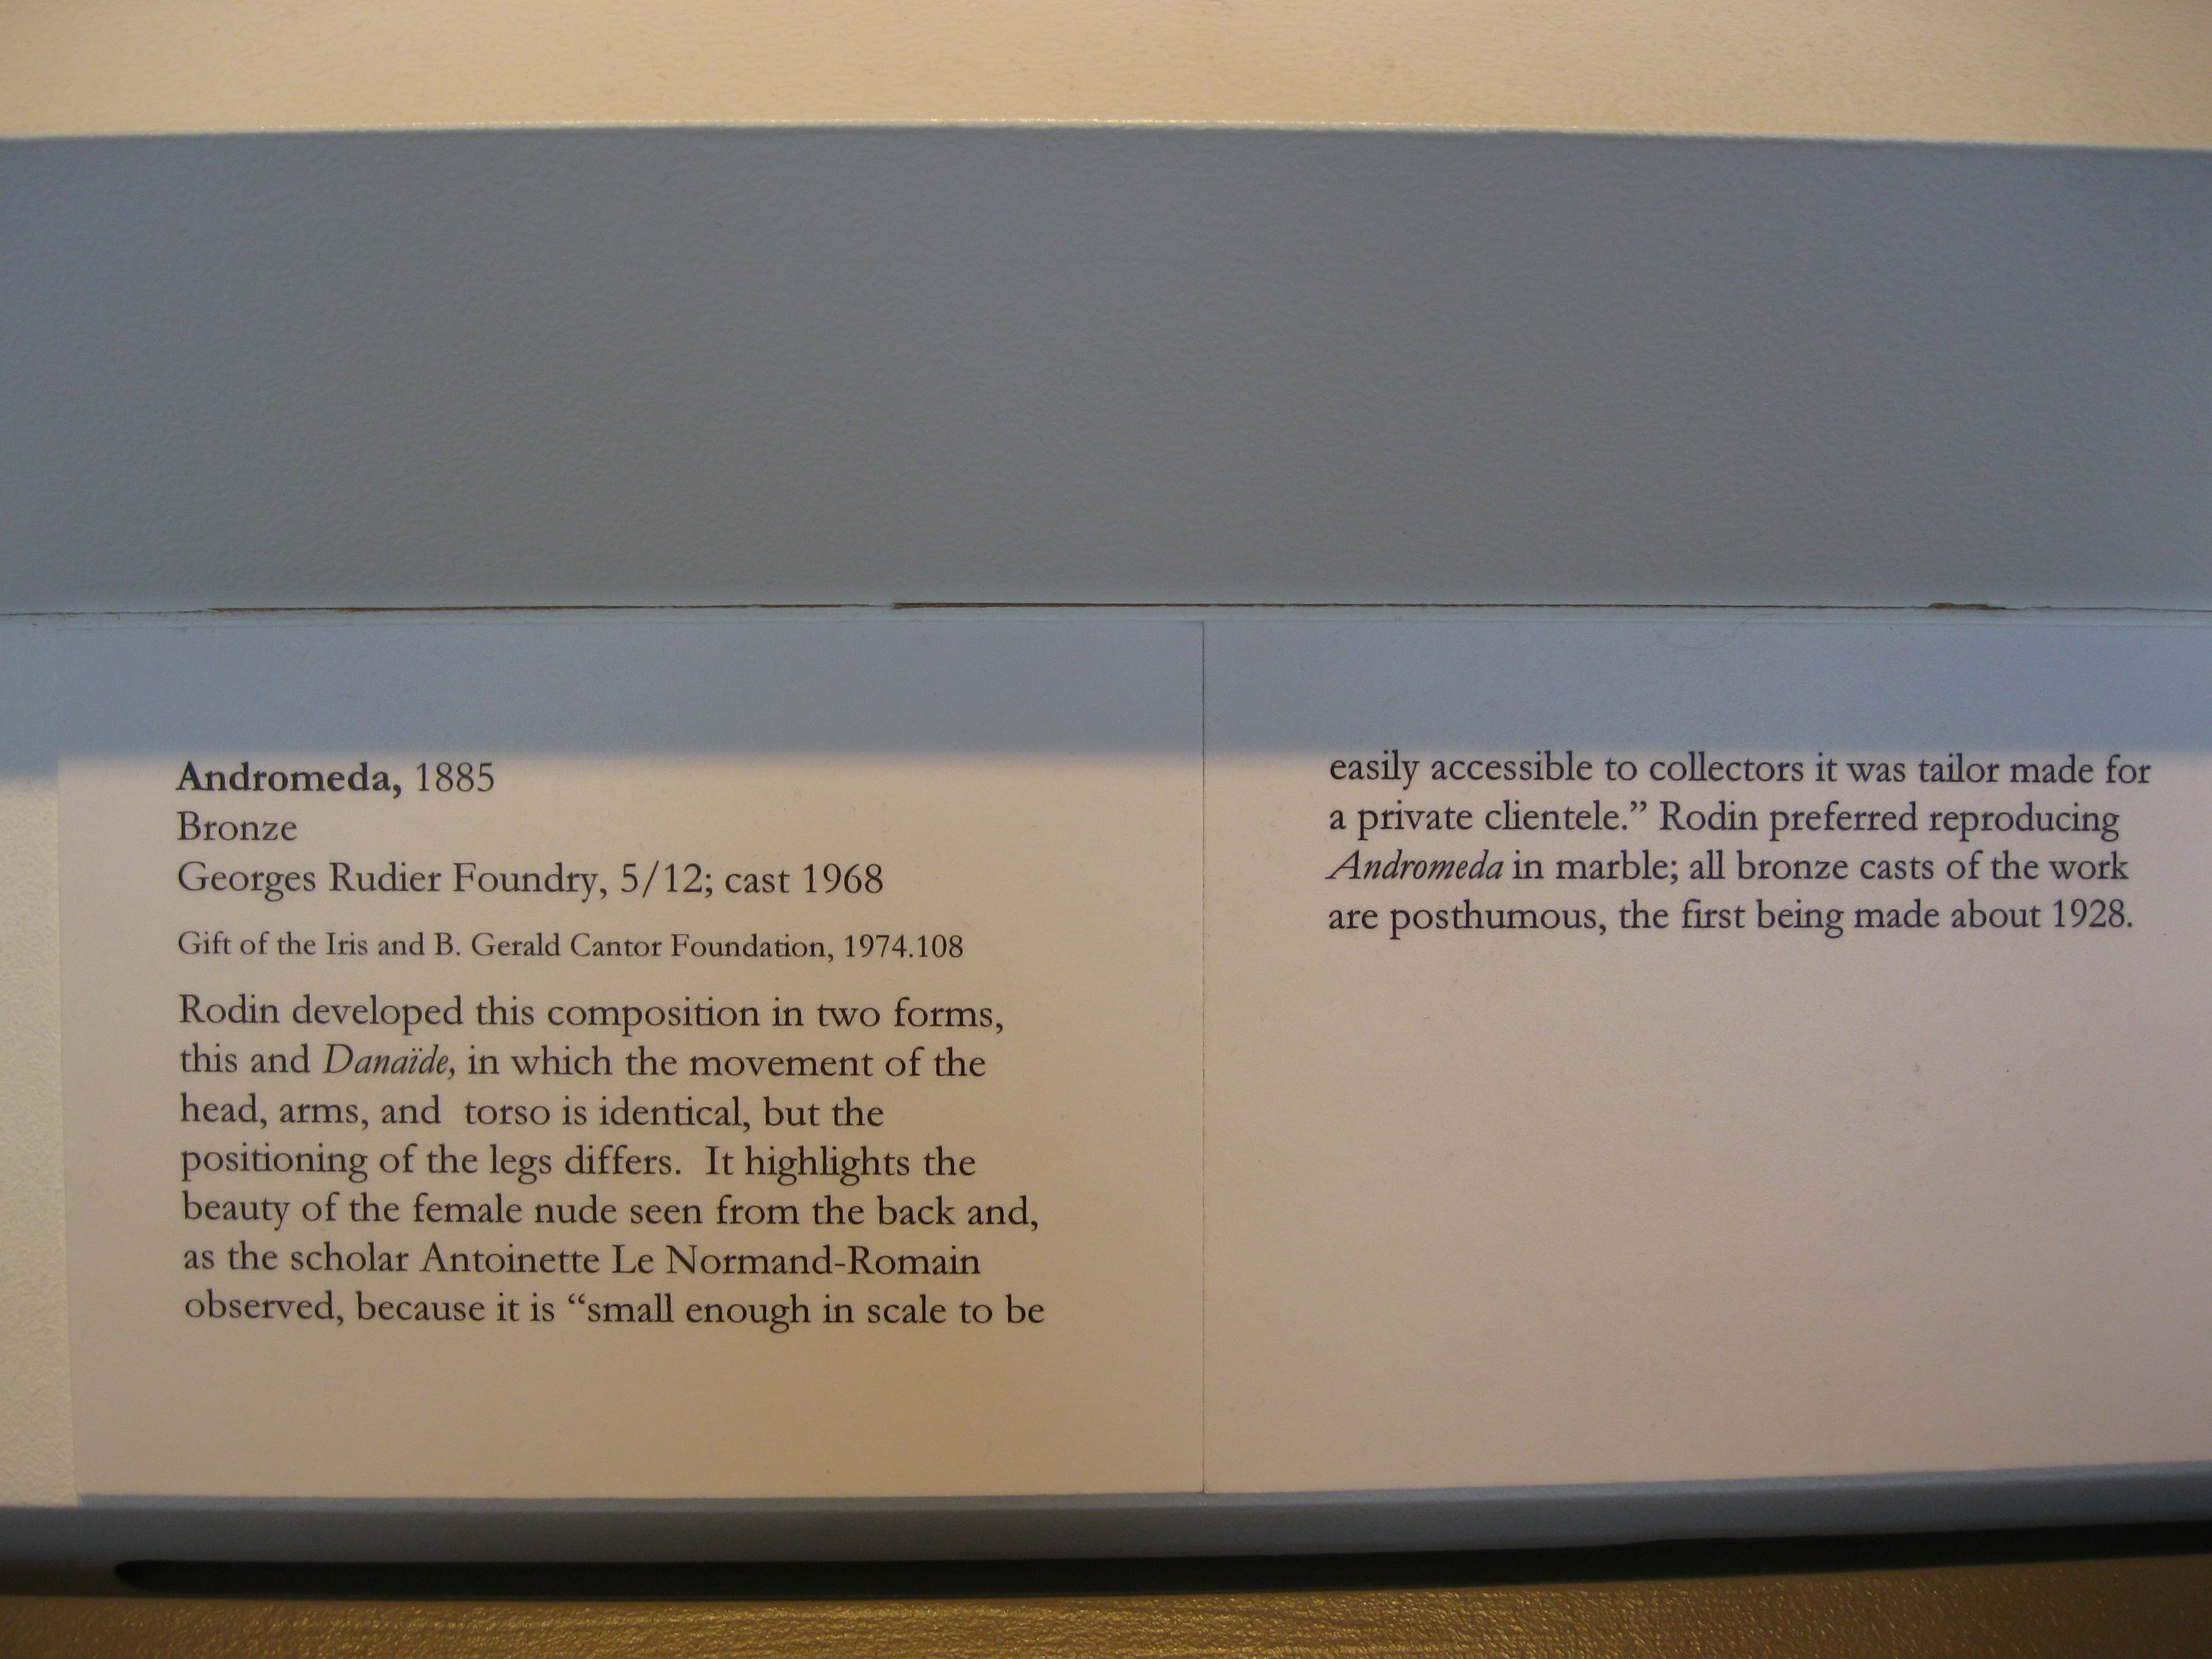 Andromeda, 1885
Bronze
Georges Rudier Foundry, 5/12; cast 1968
Gift of the Iris and B. Gerald Cantor Foundation, 1974.108
Rodin developed this composition in two forms,
this and Danaïde, in which the movement of the
head, arms, and  torso is identical, but the
positioning of the legs differs.  It highlights the
beauty of the female nude seen from the back and,
as the scholar Antoinette Le Normand-Romain
observed, because it is “small enough in scale to be
easily accessible to collectors it was tailor made for
a private clientele.” Rodin preferred reproducing
Andromeda in marble; all bronze casts of the work
are posthumous, the first being made about 1928.